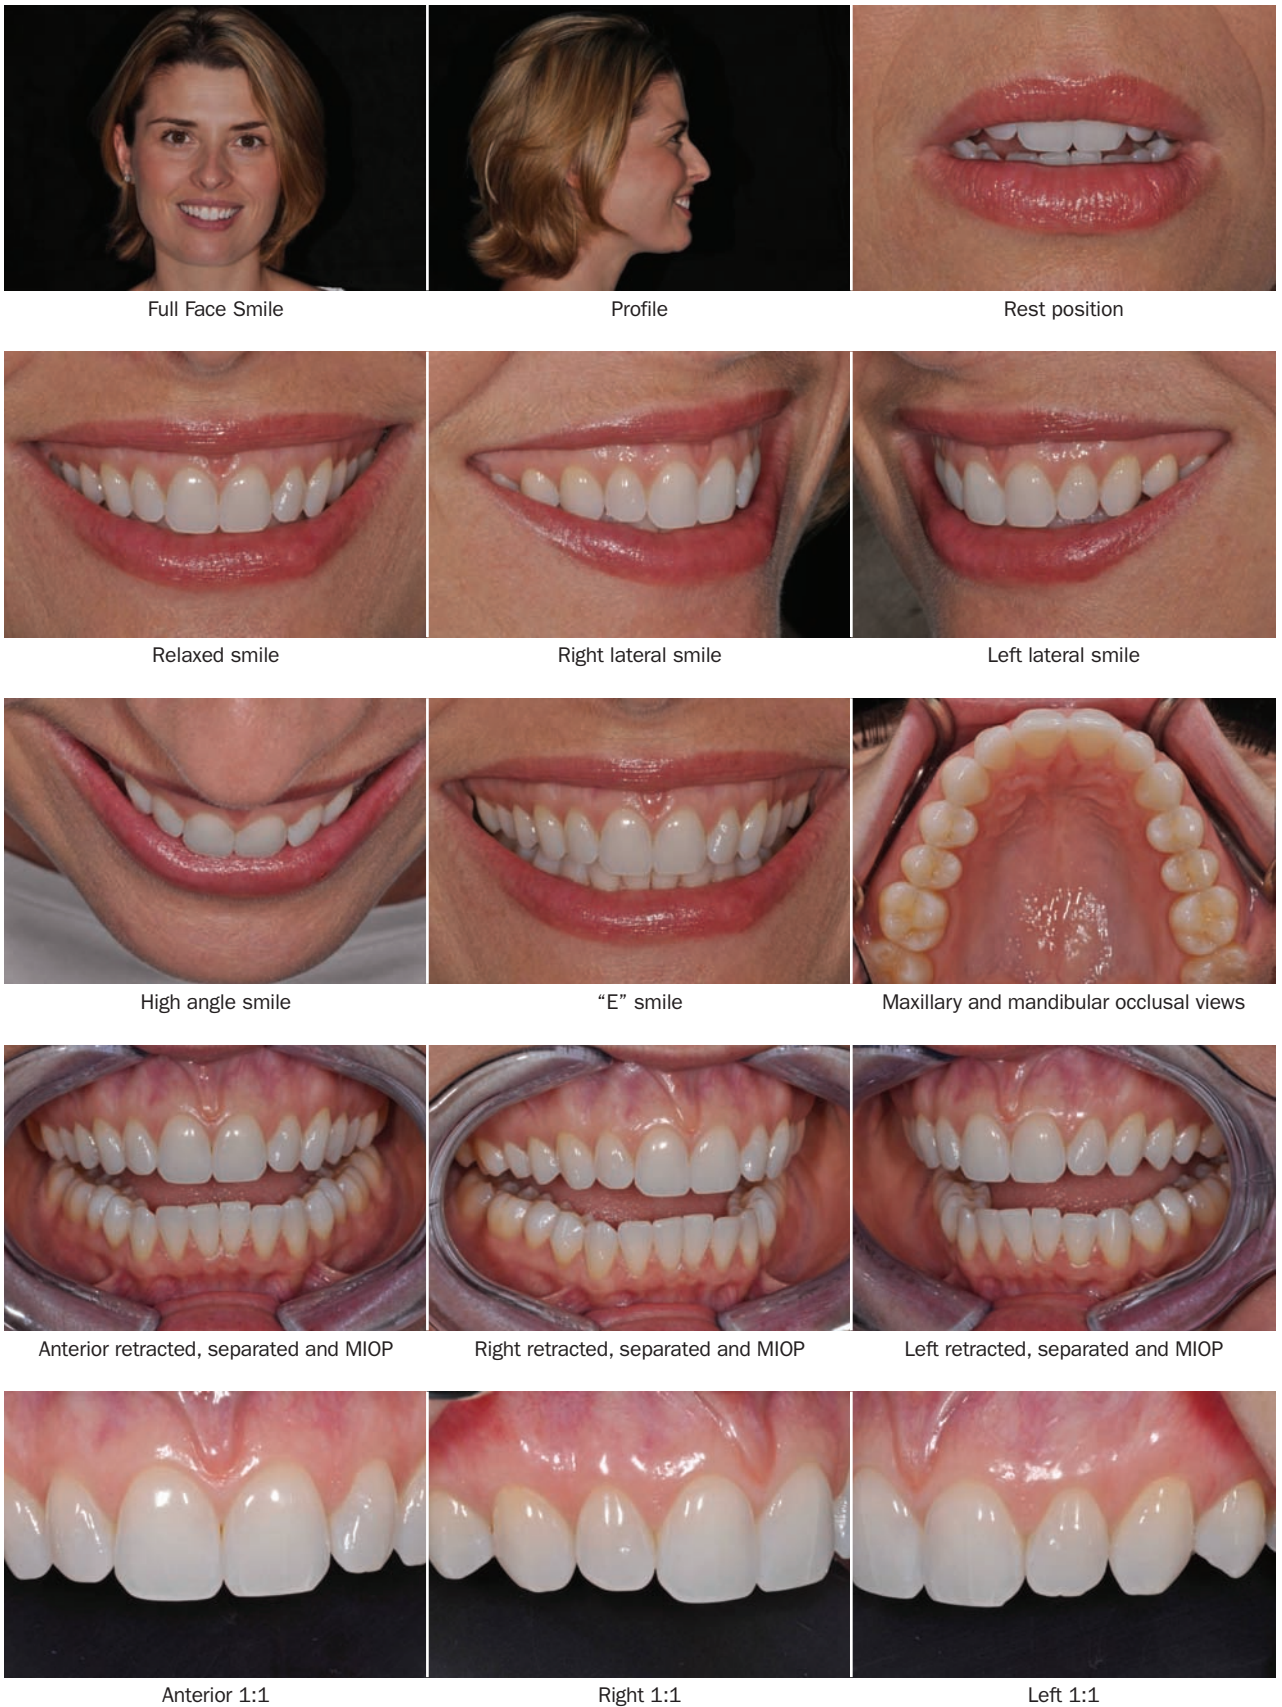 Full Face Smile
Profile
Rest position
Relaxed smile
Right lateral smile
Left lateral smile
High angle smile
“E” smile
Maxillary and mandibular occlusal views
Anterior retracted, separated and MIOP
Right retracted, separated and MIOP
Left retracted, separated and MIOP
Anterior 1:1
Right 1:1
Left 1:1